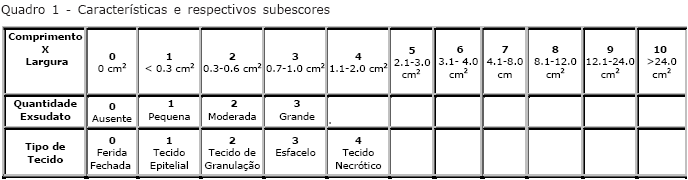 Quadro 1 - Características e respectivos subescores
Comprimento X Largura | 0 0 cm2 | 1 < 0.3 cm2 | 2 0.3-0.6 cm2 | 3 0.7-1.0 cm2 | 4 1.1-2.0 cm2 | 5 2.1-3.0 cm2 | 6 3.1- 4.0 cm2 | 7 4.1-8.0 cm | 8 8.1-12.0 cm2 | 9 12.1-24.0 cm2 | 10 >24.0 cm2
Quantidade Exsudato | 0 Ausente | 1 Pequena | 2 Moderada | 3 Grande | .
Tipo de Tecido | 0 Ferida Fechada | 1 Tecido Epitelial | 2 Tecido de Granulação | 3 Esfacelo | 4 Tecido Necrótico